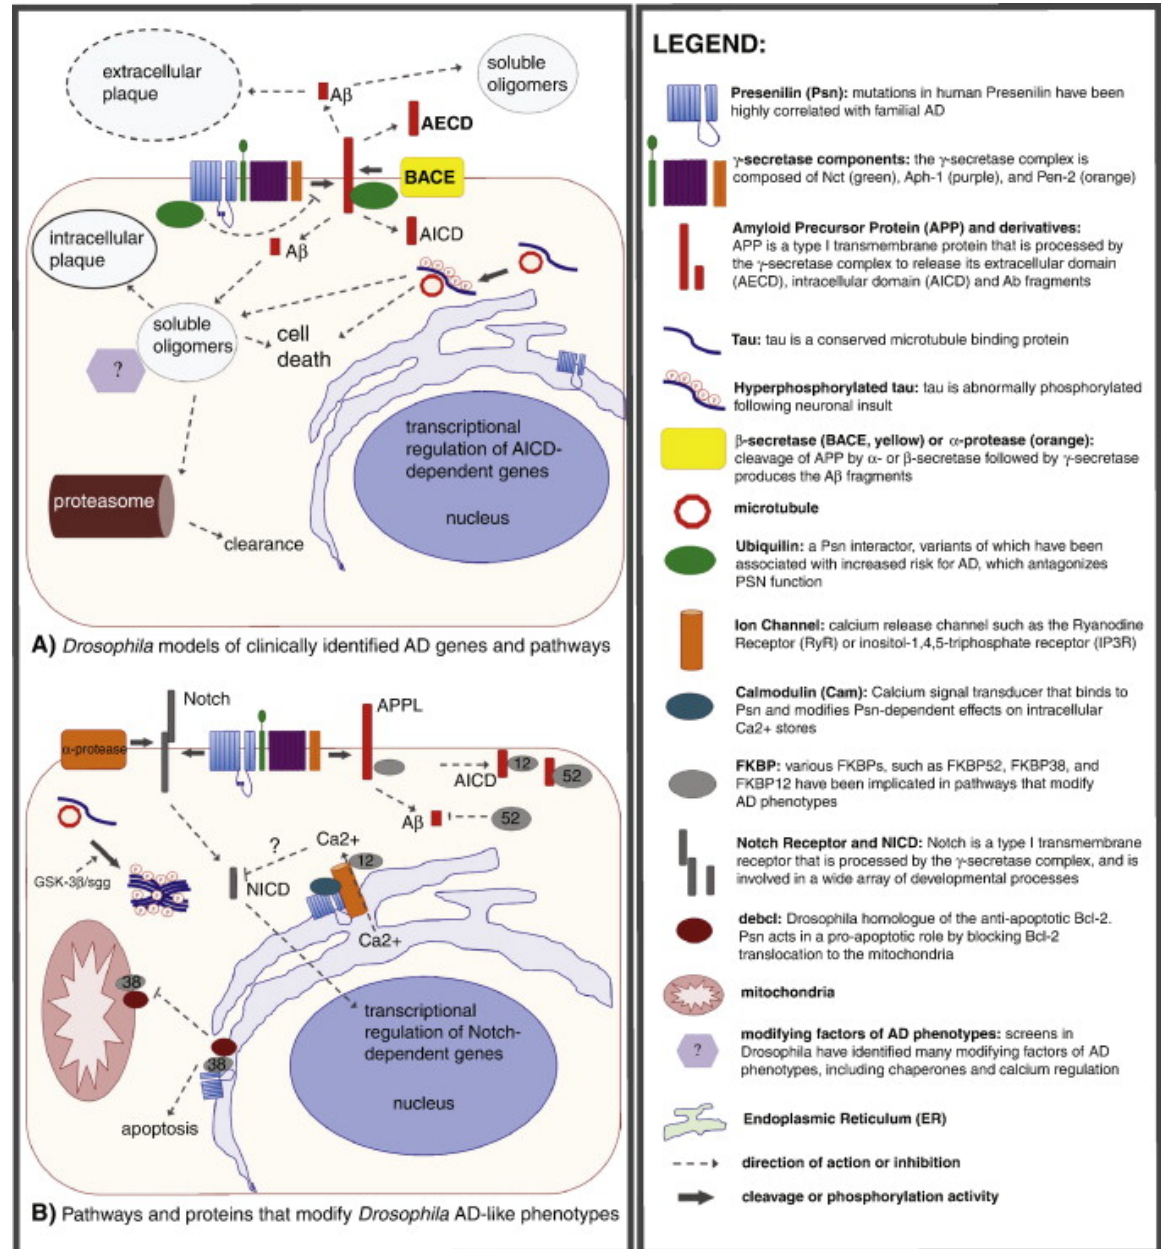 extracellular
plaque
Aβ
soluble
oligomers
AECD
BACE
intracellular
plaque
Aβ
AICD
P P P P P
soluble
oligomers
cell
death
?
transcriptional
regulation of AICD-
dependent genes
nucleus
proteasome
clearance
A) Drosophila models of clinically identified AD genes and pathways
Notch
APPL
α-protease
12
52
AICD
Aβ
52
?
Ca2+
12
GSK-3β/sgg
NICD
Ca2+
38
transcriptional
regulation of Notch-
dependent genes
38
nucleus
apoptosis
B) Pathways and proteins that modify Drosophila AD-like phenotypes
LEGEND:
Presenilin (Psn): mutations in human Presenilin have been
highly correlated with familial AD
γ-secretase components: the γ-secretase complex is
composed of Nct (green), Aph-1 (purple), and Pen-2 (orange)
Amyloid Precursor Protein (APP) and derivatives:
APP is a type I transmembrane protein that is processed by
the γ-secretase complex to release its extracellular domain
(AECD), intracellular domain (AICD) and Ab fragments
Tau: tau is a conserved microtubule binding protein
Hyperphosphorylated tau: tau is abnormally phosphorylated
following neuronal insult
β-secretase (BACE, yellow) or α-protease (orange):
cleavage of APP by α- or β-secretase followed by γ-secretase
produces the Aβ fragments
microtubule
Ubiquilin: a Psn interactor, variants of which have been
associated with increased risk for AD, which antagonizes
PSN function
Ion Channel: calcium release channel such as the Ryanodine
Receptor (RyR) or inositol-1,4,5-triphosphate receptor (IP3R)
Calmodulin (Cam): Calcium signal transducer that binds to
Psn and modifies Psn-dependent effects on intracellular
Ca2+ stores
FKBP: various FKBPs, such as FKBP52, FKBP38, and
FKBP12 have been implicated in pathways that modify
AD phenotypes
Notch Receptor and NICD: Notch is a type I transmembrane
receptor that is processed by the γ-secretase complex, and is
involved in a wide array of developmental processes
debcl: Drosophila homologue of the anti-apoptotic Bcl-2.
Psn acts in a pro-apoptotic role by blocking Bcl-2
translocation to the mitochondria
mitochondria
modifying factors of AD phenotypes: screens in
?
Drosophila have identified many modifying factors of AD
phenotypes, including chaperones and calcium regulation
Endoplasmic Reticulum (ER)
direction of action or inhibition
cleavage or phosphorylation activity